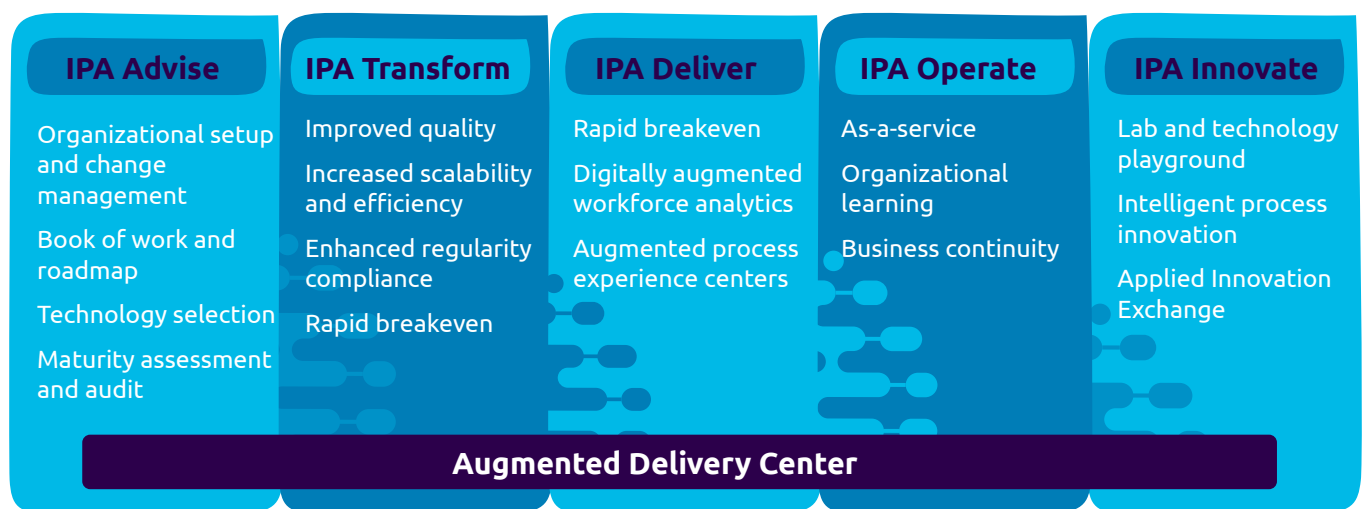 IPA Advise
Organizational setup
and change
management
Book of work and
roadmap
Technology selection
Maturity assessment
and audit
IPA Transform
Improved quality
Increased scalability
and efficiency
Enhanced regularity
compliance
Rapid breakeven
IPA Deliver
Rapid breakeven
Digitally augmented
workforce analytics
Augmented process
experience centers
IPA Operate
As-a-service
Organizational
learning
Business continuity
IPA Innovate
Lab and technology
playground
Intelligent process
innovation
Applied Innovation
Exchange
Augmented Delivery Center